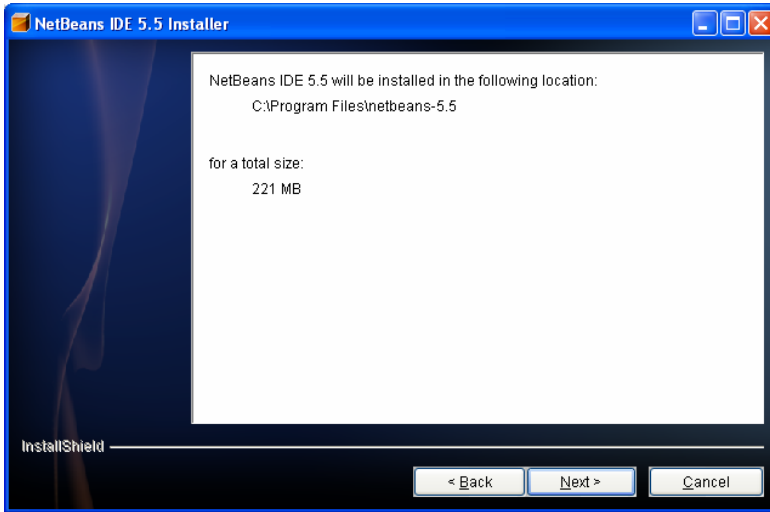 NetBeans IDE 5.5 Installer
NetBeans IDE 5.5 will be installed in the following location:
C:\Program Files\netbeans-5.5
for a total size:
221 MB
InstallShield
< Back
Next >
Cancel